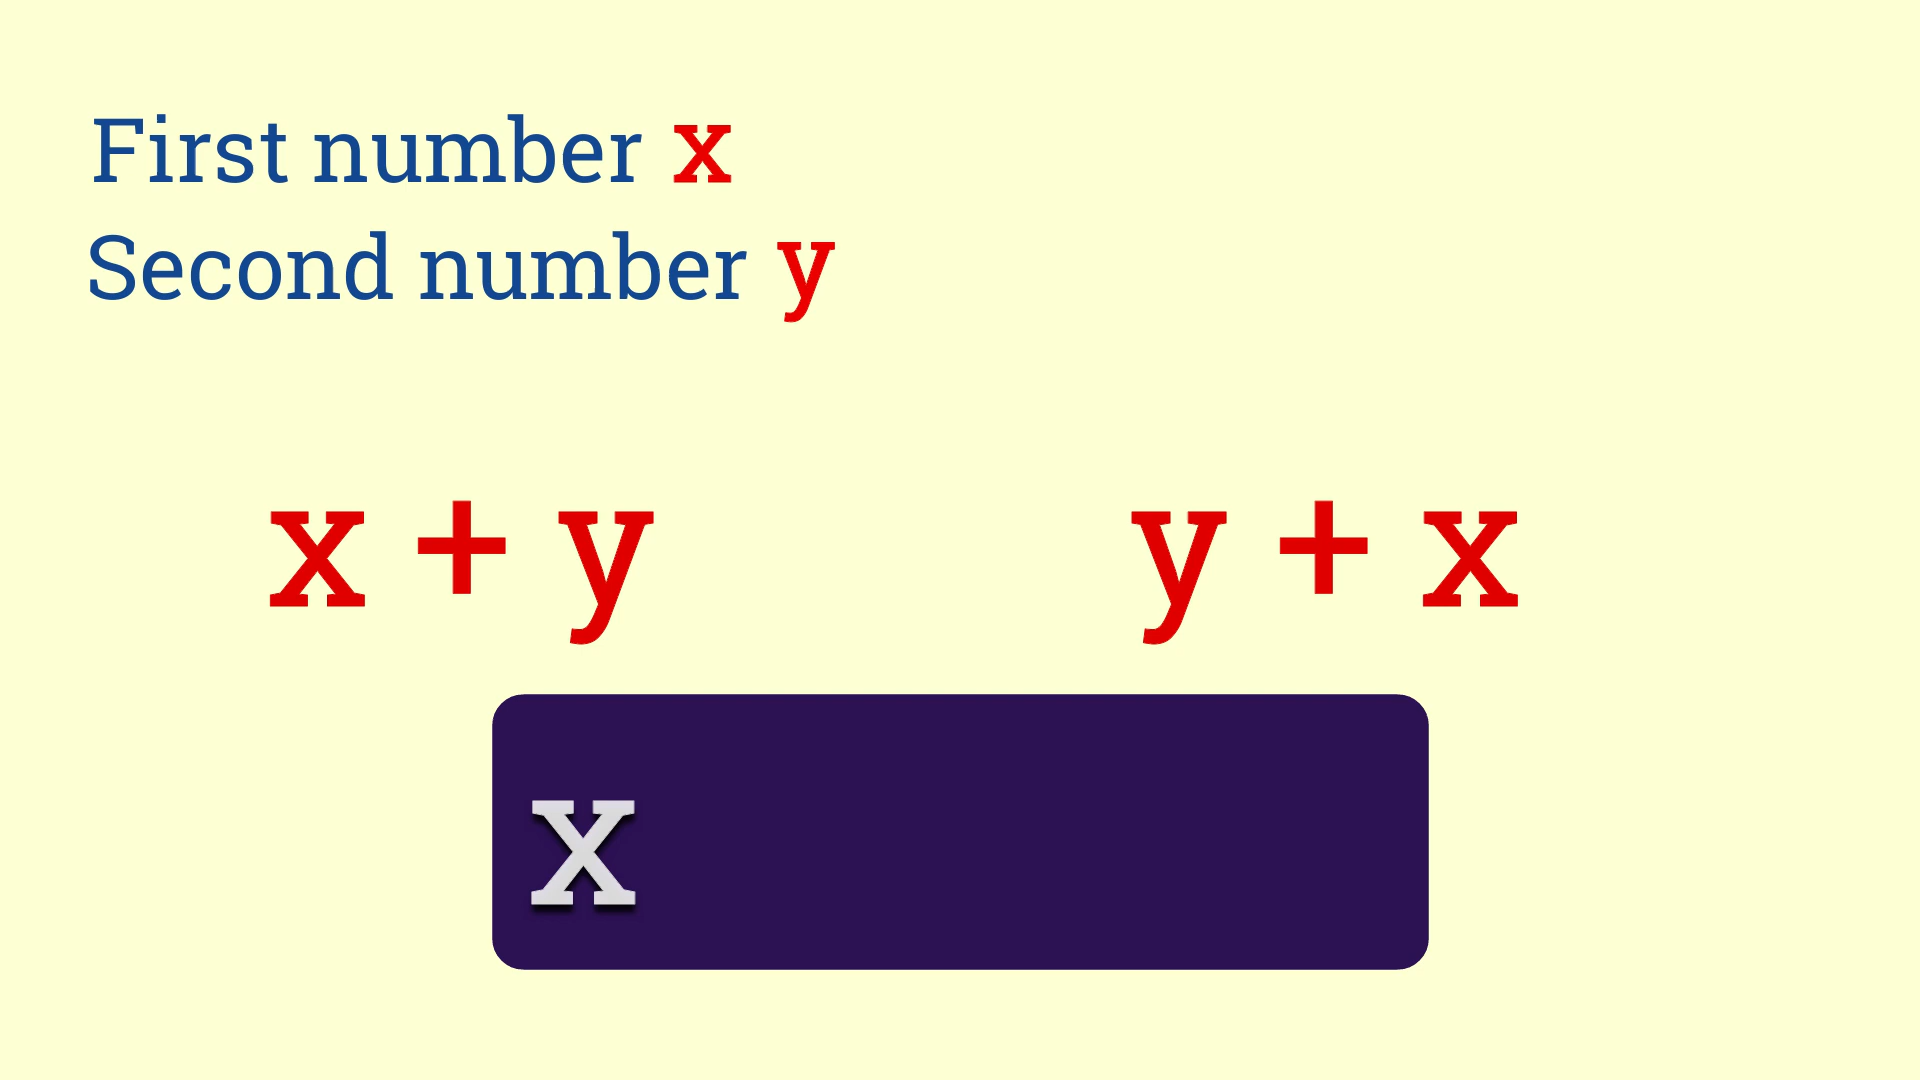 First number x
Second number y
x + y y + x
x